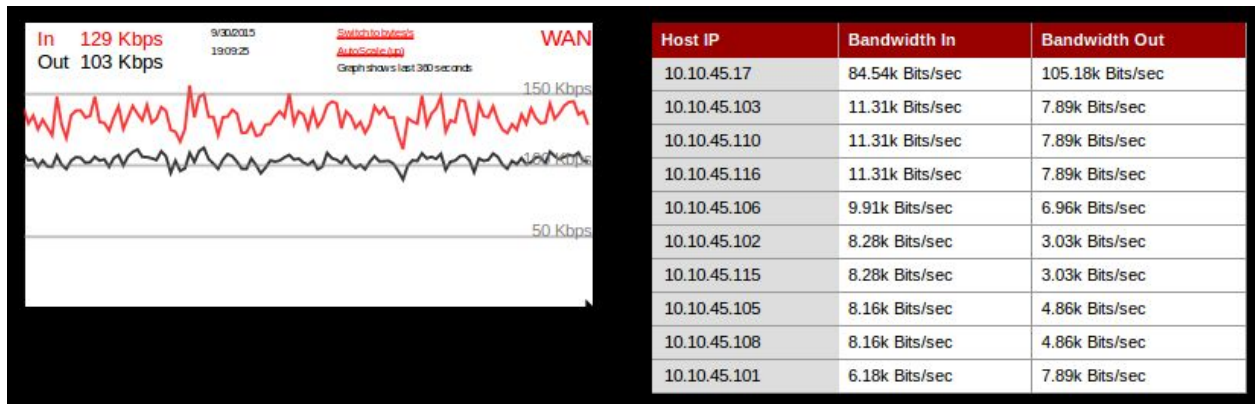 In 129 Kbps
Out 103 Kbps
9/30/2015
19:09:25
Switch to bytes/s
AutoScale (up)
Graph shows last 360 seconds
WAN
150 Kbps
100 Kbps
50 Kbps
Host IP Bandwidth In Bandwidth Out
10.10.45.17 84.54k Bits/sec 105.18k Bits/sec
10.10.45.103 11.31k Bits/sec 7.89k Bits/sec
10.10.45.110 11.31k Bits/sec 7.89k Bits/sec
10.10.45.116 11.31k Bits/sec 7.89k Bits/sec
10.10.45.106 9.91k Bits/sec 6.96k Bits/sec
10.10.45.102 8.28k Bits/sec 3.03k Bits/sec
10.10.45.115 8.28k Bits/sec 3.03k Bits/sec
10.10.45.105 8.16k Bits/sec 4.86k Bits/sec
10.10.45.108 8.16k Bits/sec 4.86k Bits/sec
10.10.45.101 6.18k Bits/sec 7.89k Bits/sec